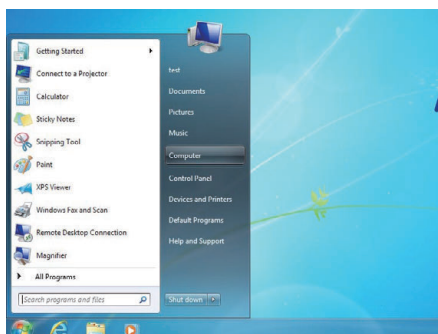 Getting Started
Connect to a Projector
Calculator
Sticky Notes
Snipping Tool
Paint
XPS Viewer
Windows Fax and Scan
Remote Desktop Connection
Magnifier
All Programs
Search programs and files
test
Documents
Pictures
Music
Computer
Control Panel
Devices and Printers
Default Programs
Help and Support
Shut down